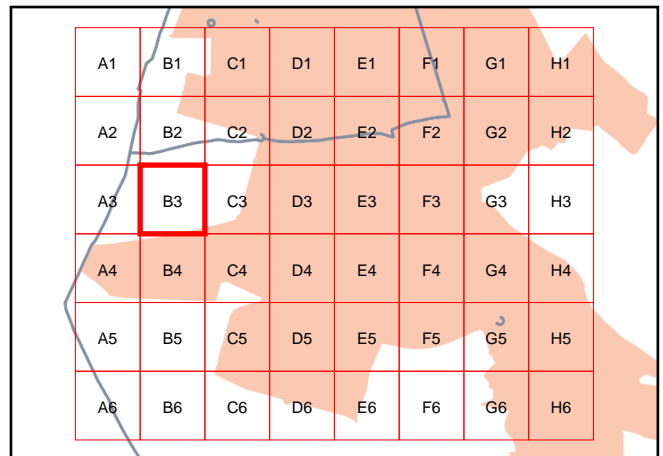 A1 B1 C1 D1 E1 F1 G1 H1
A2 B2 C2 D2 E2 F2 G2 H2
A3 B3 C3 D3 E3 F3 G3 H3
A4 B4 C4 D4 E4 F4 G4 H4
A5 B5 C5 D5 E5 F5 G5 H5
A6 B6 C6 D6 E6 F6 G6 H6